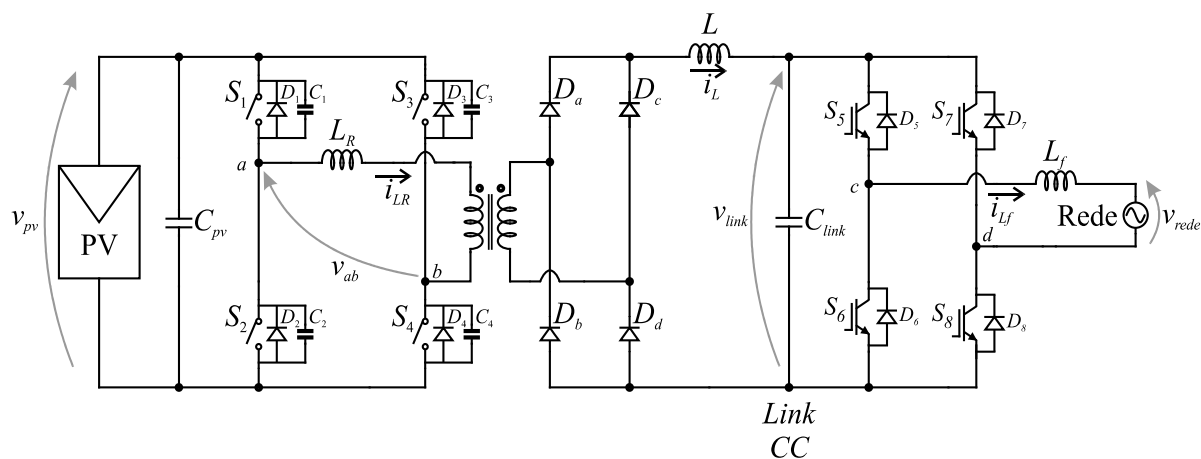 L
i_L
S_1
D_1
C_1
S_3
D_3
C_3
D_a
D_c
S_5
D_5
S_7
D_7
L_R
a
i_LR
L_f
c
i_Lf
v_pv
PV
C_pv
v_ab
b
v_link
C_link
d
Rede
v_rede
S_2
D_2
C_2
S_4
D_4
C_4
D_b
D_d
S_6
D_6
S_8
D_8
Link
CC